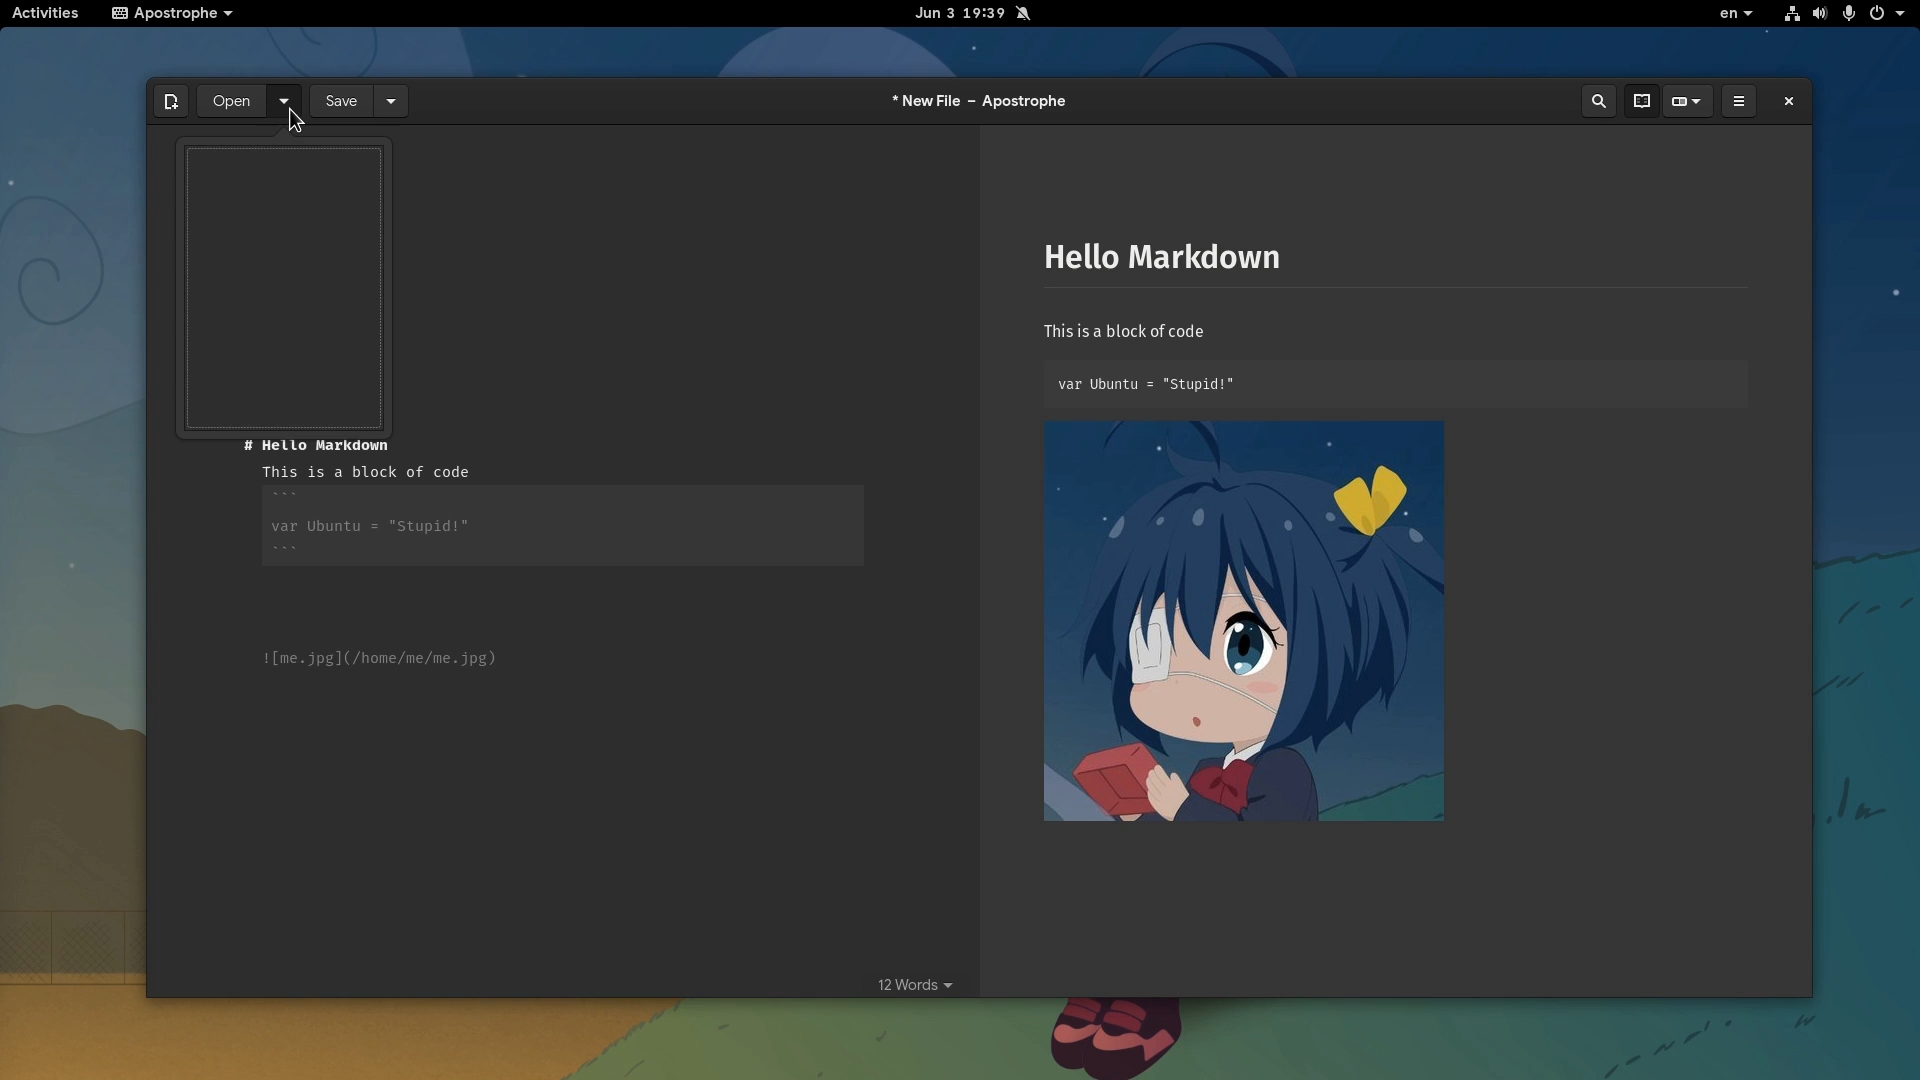 Activities
Apostrophe
Jun 3 19:39
en
Open
Save
* New File – Apostrophe
# Hello Markdown
This is a block of code
```
var Ubuntu = "Stupid!"
```
![me.jpg](/home/me/me.jpg)
12 Words
Hello Markdown
This is a block of code
var Ubuntu = "Stupid!"